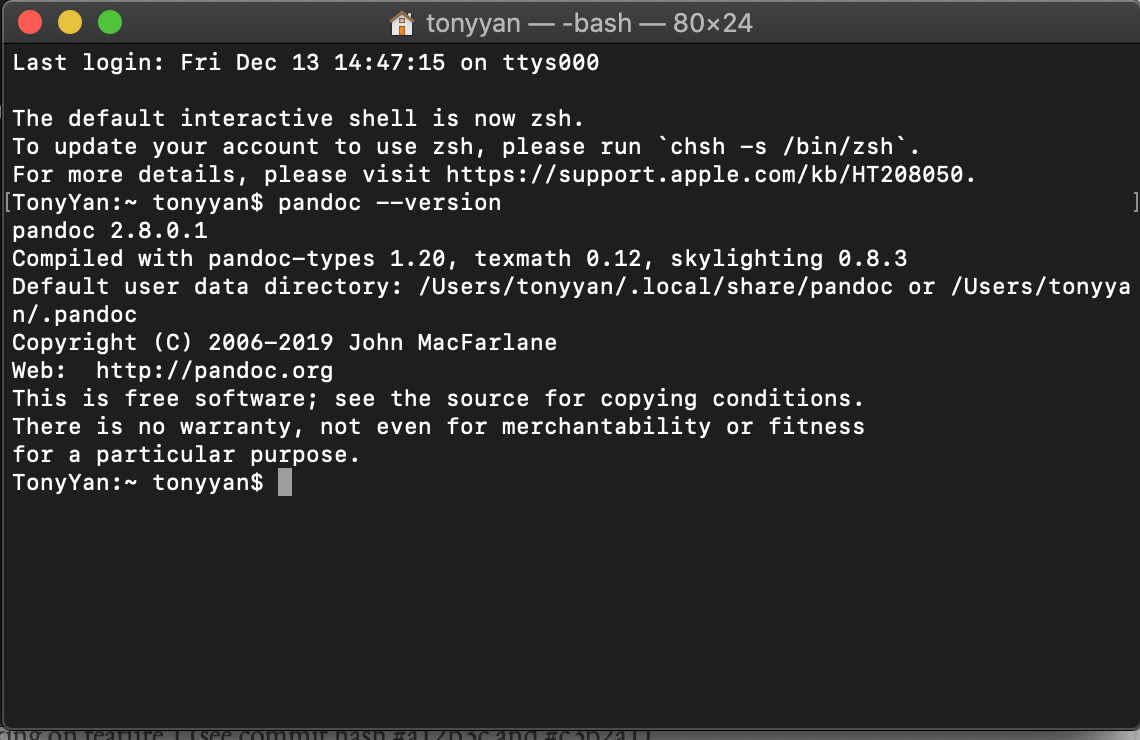 tonyyan — -bash — 80×24
Last login: Fri Dec 13 14:47:15 on ttys000
The default interactive shell is now zsh.
To update your account to use zsh, please run `chsh -s /bin/zsh`.
For more details, please visit https://support.apple.com/kb/HT208050.
[TonyYan:~ tonyyan$ pandoc --version]
pandoc 2.8.0.1
Compiled with pandoc-types 1.20, texmath 0.12, skylighting 0.8.3
Default user data directory: /Users/tonyyan/.local/share/pandoc or /Users/tonyya
n/.pandoc
Copyright (C) 2006-2019 John MacFarlane
Web:  http://pandoc.org
This is free software; see the source for copying conditions.
There is no warranty, not even for merchantability or fitness
for a particular purpose.
TonyYan:~ tonyyan$
(see commit hash and